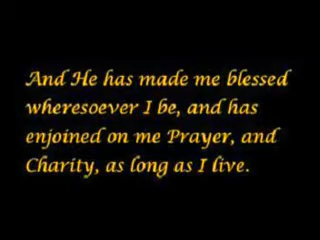 And He has made me blessed
wheresoever I be, and has
enjoined on me Prayer, and
Charity, as long as I live.